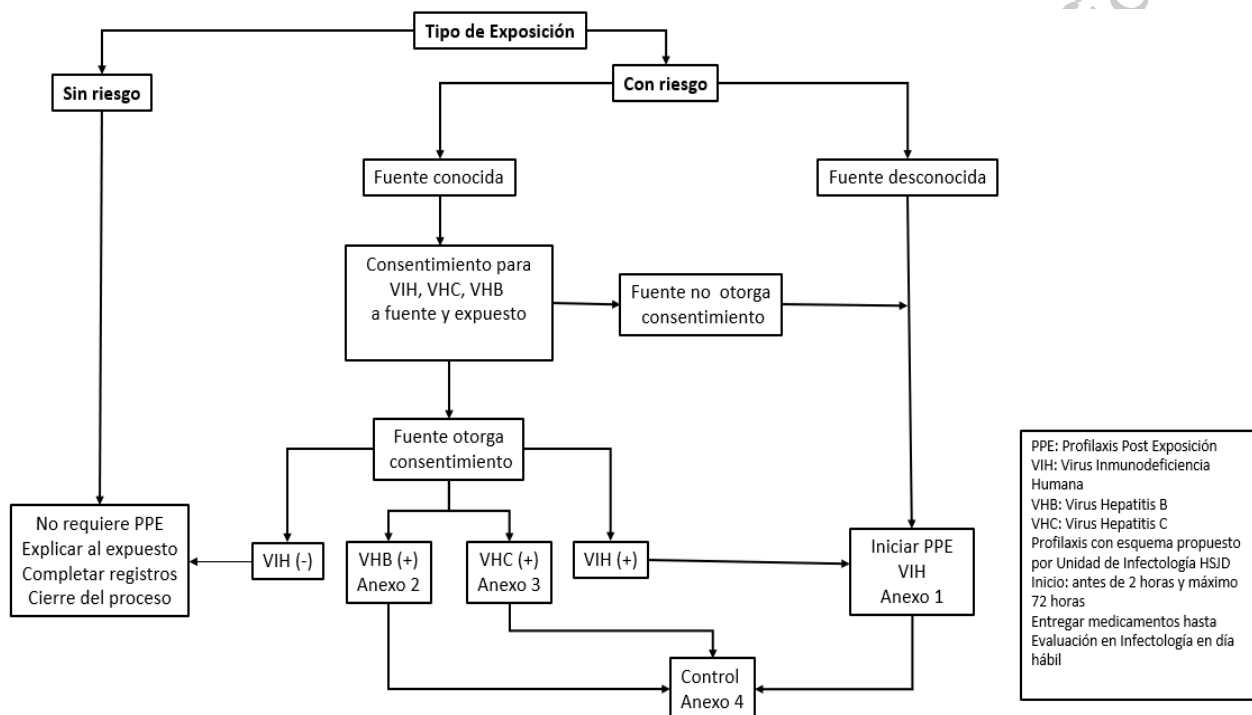 Tipo de Exposición
Sin riesgo
Con riesgo
Fuente conocida
Fuente desconocida
Consentimiento para
VIH, VHC, VHB
a fuente y expuesto
Fuente no otorga
consentimiento
Fuente otorga
consentimiento
No requiere PPE
Explicar al expuesto
Completar registros
Cierre del proceso
VIH (-)
VHB (+)
Anexo 2
VHC (+)
Anexo 3
VIH (+)
Iniciar PPE
VIH
Anexo 1
Control
Anexo 4
PPE: Profilaxis Post Exposición
VIH: Virus Inmunodeficiencia
Humana
VHB: Virus Hepatitis B
VHC: Virus Hepatitis C
Profilaxis con esquema propuesto
por Unidad de Infectología HSJD
Inicio: antes de 2 horas y máximo
72 horas
Entregar medicamentos hasta
Evaluación en Infectología en día
hábil